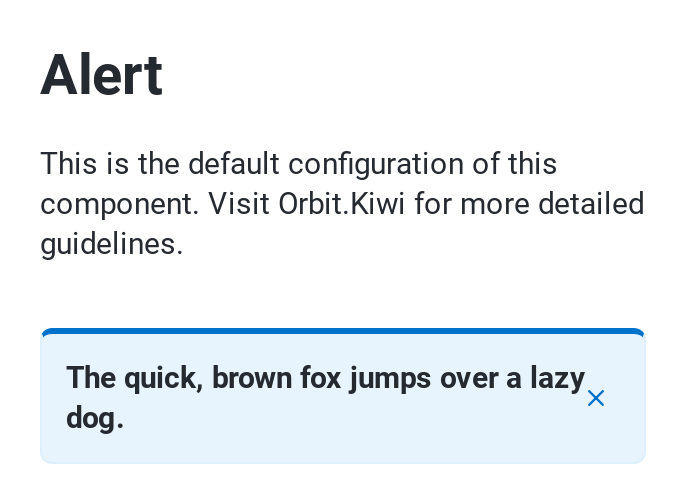 Alert
This is the default configuration of this
component. Visit Orbit.Kiwi for more detailed
guidelines.
The quick, brown fox jumps over a lazy
dog.